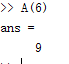 >> A(6)
ans =
9
>>